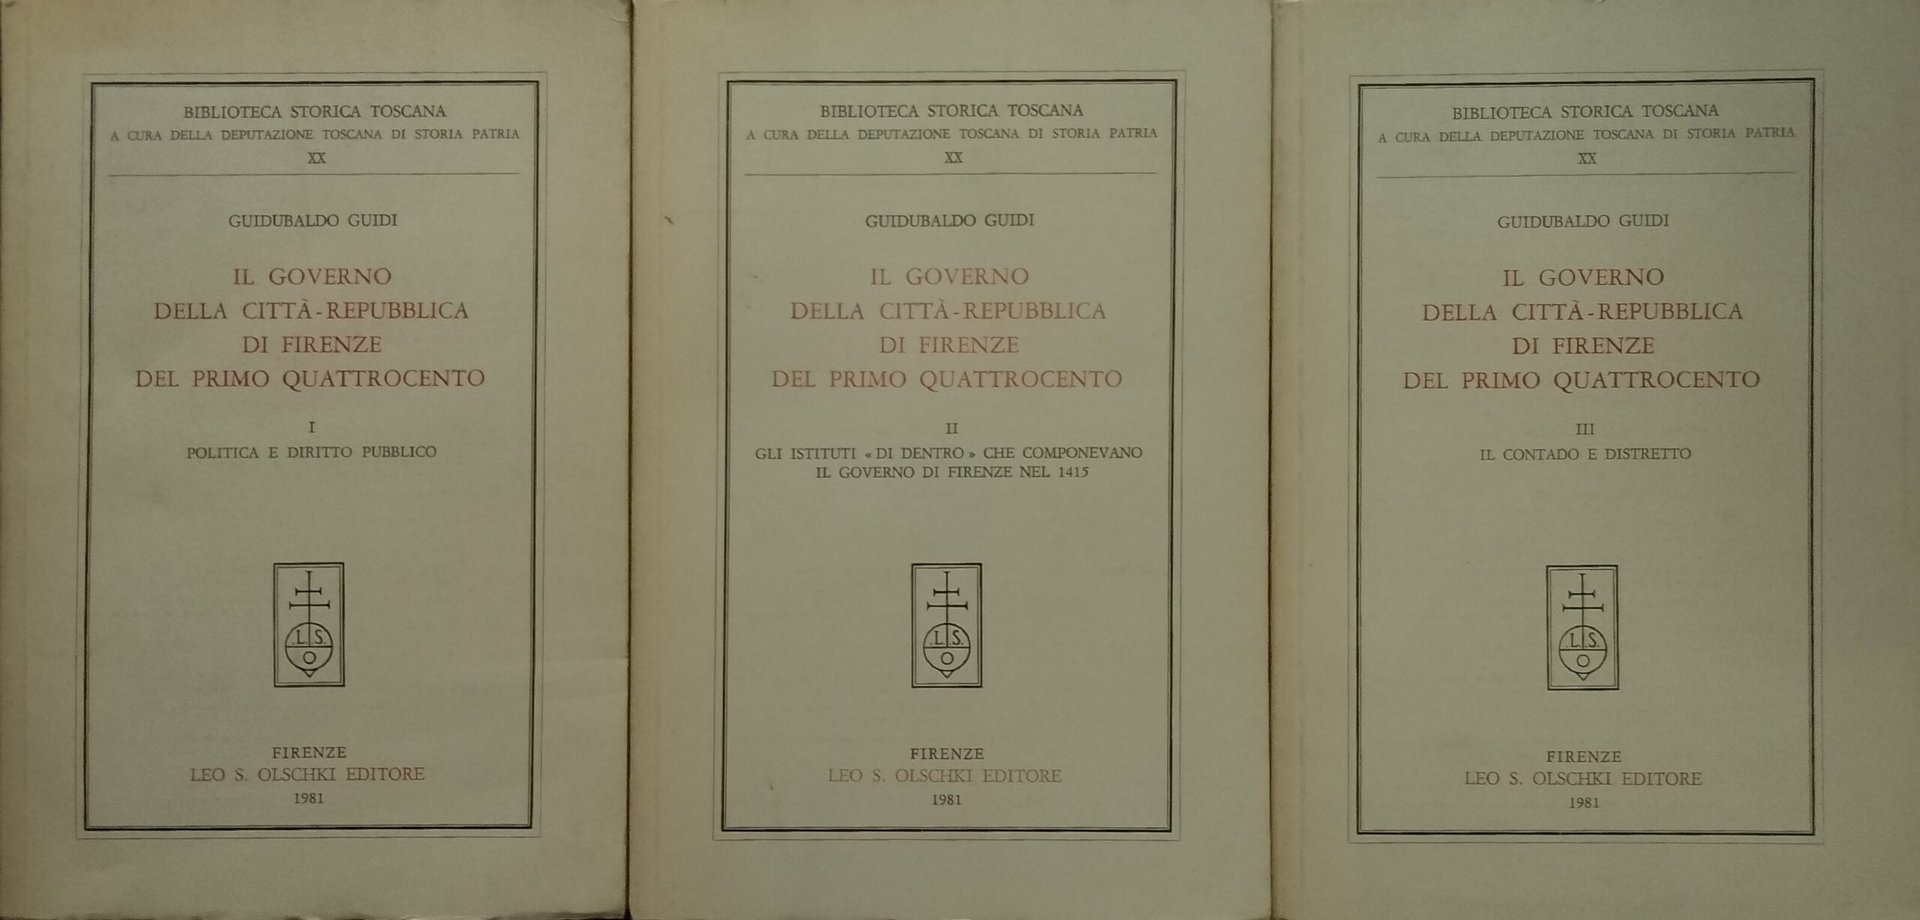 BIBLIOTECA STORICA TOSCANA
A CURA DELLA DEPUTAZIONE TOSCANA DI STORIA PATRIA
XX
GUIDUBALDO GUIDI
IL GOVERNO
DELLA CITTÀ-REPUBBLICA
DI FIRENZE
DEL PRIMO QUATTROCENTO
I
POLITICA E DIRITTO PUBBLICO
L S
O
FIRENZE
LEO S. OLSCHKI EDITORE
1981
BIBLIOTECA STORICA TOSCANA
A CURA DELLA DEPUTAZIONE TOSCANA DI STORIA PATRIA
XX
GUIDUBALDO GUIDI
IL GOVERNO
DELLA CITTÀ-REPUBBLICA
DI FIRENZE
DEL PRIMO QUATTROCENTO
II
GLI ISTITUTI « DI DENTRO » CHE COMPONEVANO
IL GOVERNO DI FIRENZE NEL 1415
.L S.
O
FIRENZE
LEO S. OLSCHKI EDITORE
1981
BIBLIOTECA STORICA TOSCANA
A CURA DELLA DEPUTAZIONE TOSCANA DI STORIA PATRIA
XX
GUIDUBALDO GUIDI
IL GOVERNO
DELLA CITTÀ-REPUBBLICA
DI FIRENZE
DEL PRIMO QUATTROCENTO
III
IL CONTADO E DISTRETTO
.L S.
O
FIRENZE
LEO S. OLSCHKI EDITORE
1981